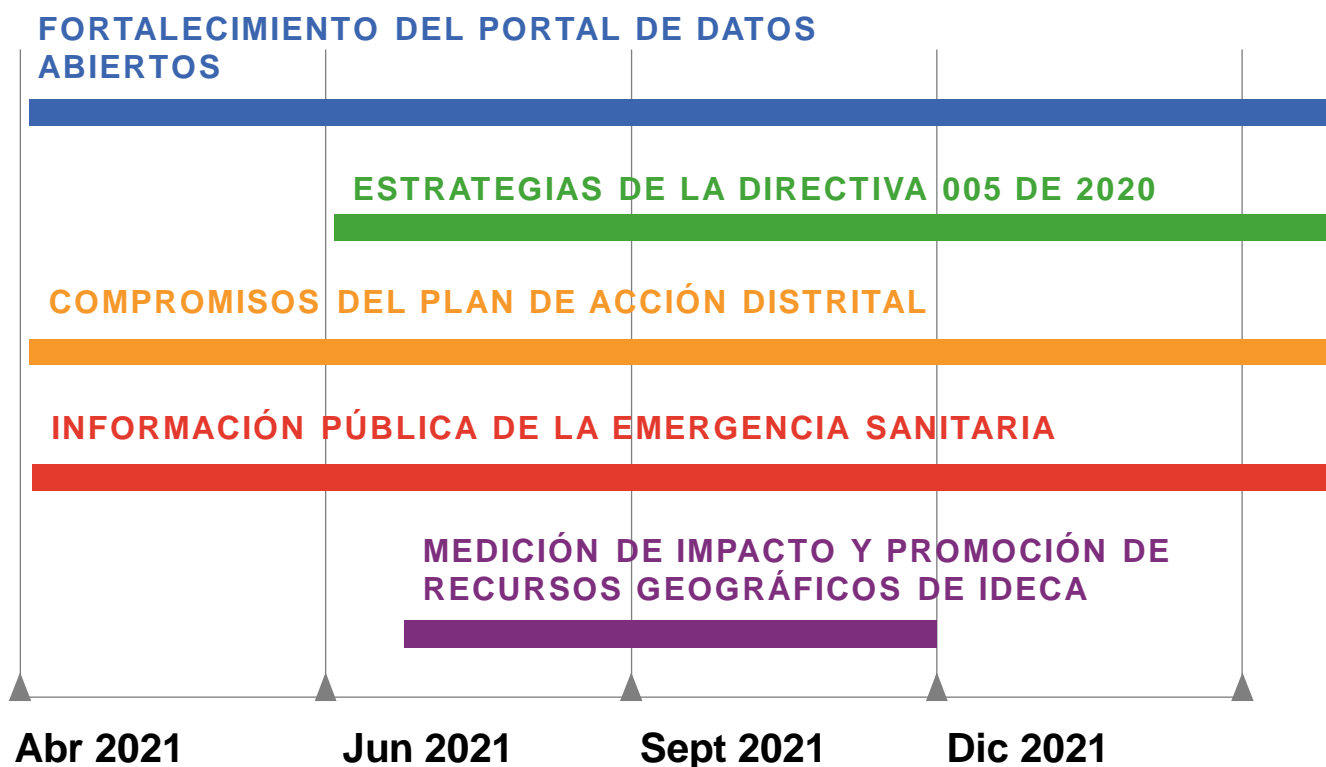 FORTALECIMIENTO DEL PORTAL DE DATOS
ABIERTOS
ESTRATEGIAS DE LA DIRECTIVA 005 DE 2020
COMPROMISOS DEL PLAN DE ACCIÓN DISTRITAL
INFORMACIÓN PÚBLICA DE LA EMERGENCIA SANITARIA
MEDICIÓN DE IMPACTO Y PROMOCIÓN DE
RECURSOS GEOGRÁFICOS DE IDECA
Abr 2021 Jun 2021 Sept 2021 Dic 2021